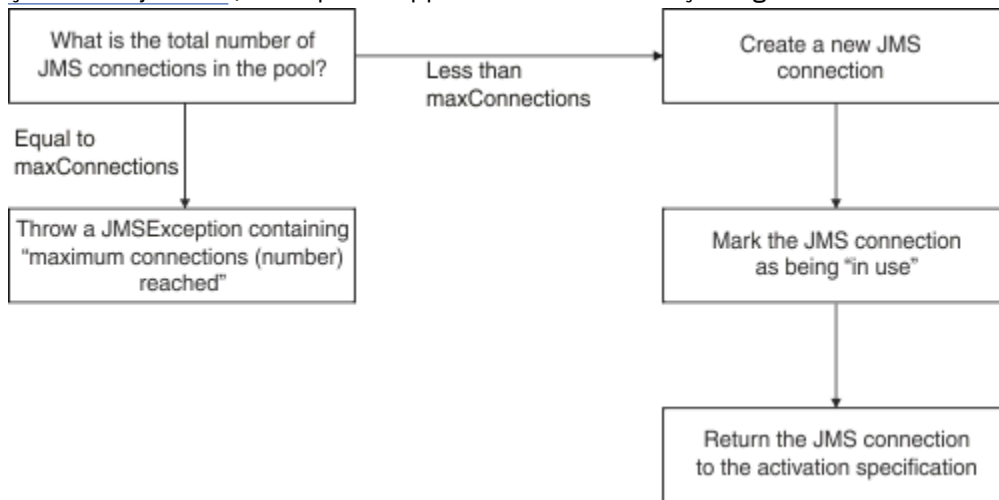 What is the total number of
JMS connections in the pool?
Less than
maxConnections
Create a new JMS
connection
Equal to
maxConnections
Throw a JMSException containing
“maximum connections (number)
reached”
Mark the JMS connection
as being “in use”
Return the JMS connection
to the activation specification